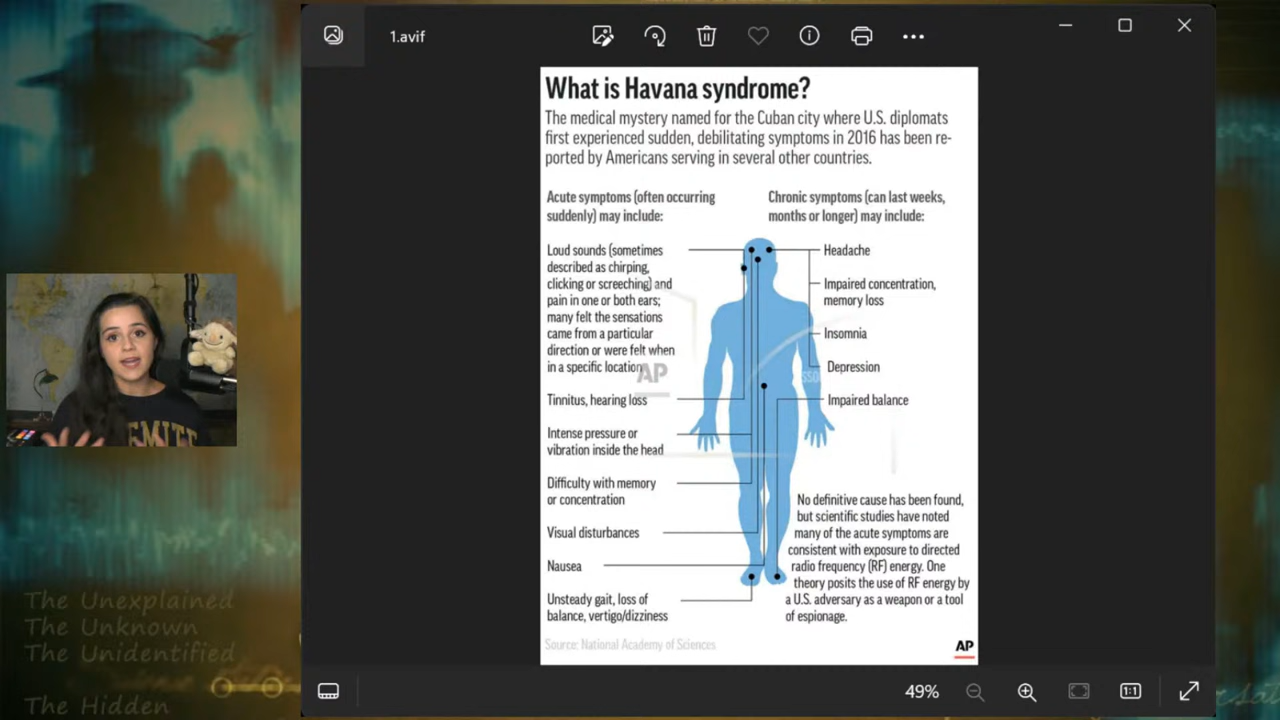 1.avif
What is Havana syndrome?
The medical mystery named for the Cuban city where U.S. diplomats
first experienced sudden, debilitating symptoms in 2016 has been re-
ported by Americans serving in several other countries.
Acute symptoms (often occurring
suddenly) may include:
Loud sounds (sometimes
described as chirping,
clicking or screeching) and
pain in one or both ears;
many felt the sensations
came from a particular
direction or were felt when
in a specific location
Tinnitus, hearing loss
Intense pressure or
vibration inside the head
Difficulty with memory
or concentration
Visual disturbances
Nausea
Unsteady gait, loss of
balance, vertigo/dizziness
Chronic symptoms (can last weeks,
months or longer) may include:
Headache
Impaired concentration,
memory loss
Insomnia
Depression
Impaired balance
No definitive cause has been found,
but scientific studies have noted
many of the acute symptoms are
consistent with exposure to directed
radio frequency (RF) energy. One
theory posits the use of RF energy by
a U.S. adversary as a weapon or a tool
of espionage.
Source: National Academy of Sciences
AP
AP
The Unexplained
The Unknown
The Unidentified
The Hidden
49%
1:1